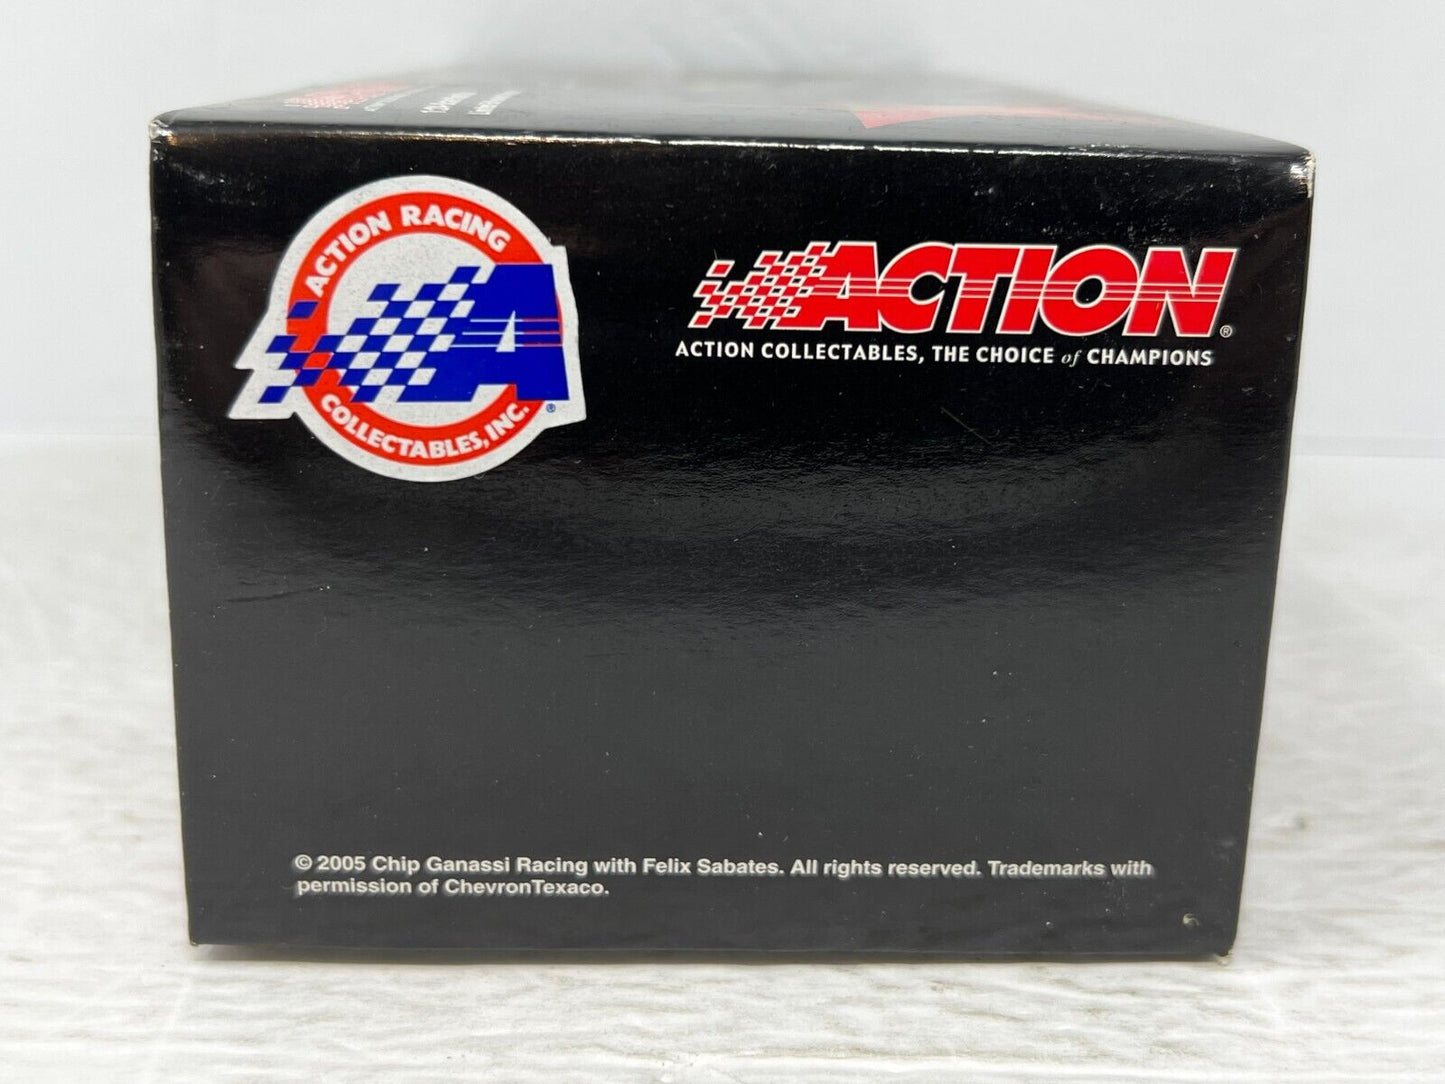 ACTION RACING
COLLECTABLES, INC.
A
®
ACTION®
ACTION COLLECTABLES, THE CHOICE of CHAMPIONS
© 2005 Chip Ganassi Racing with Felix Sabates. All rights reserved. Trademarks with
permission of ChevronTexaco.